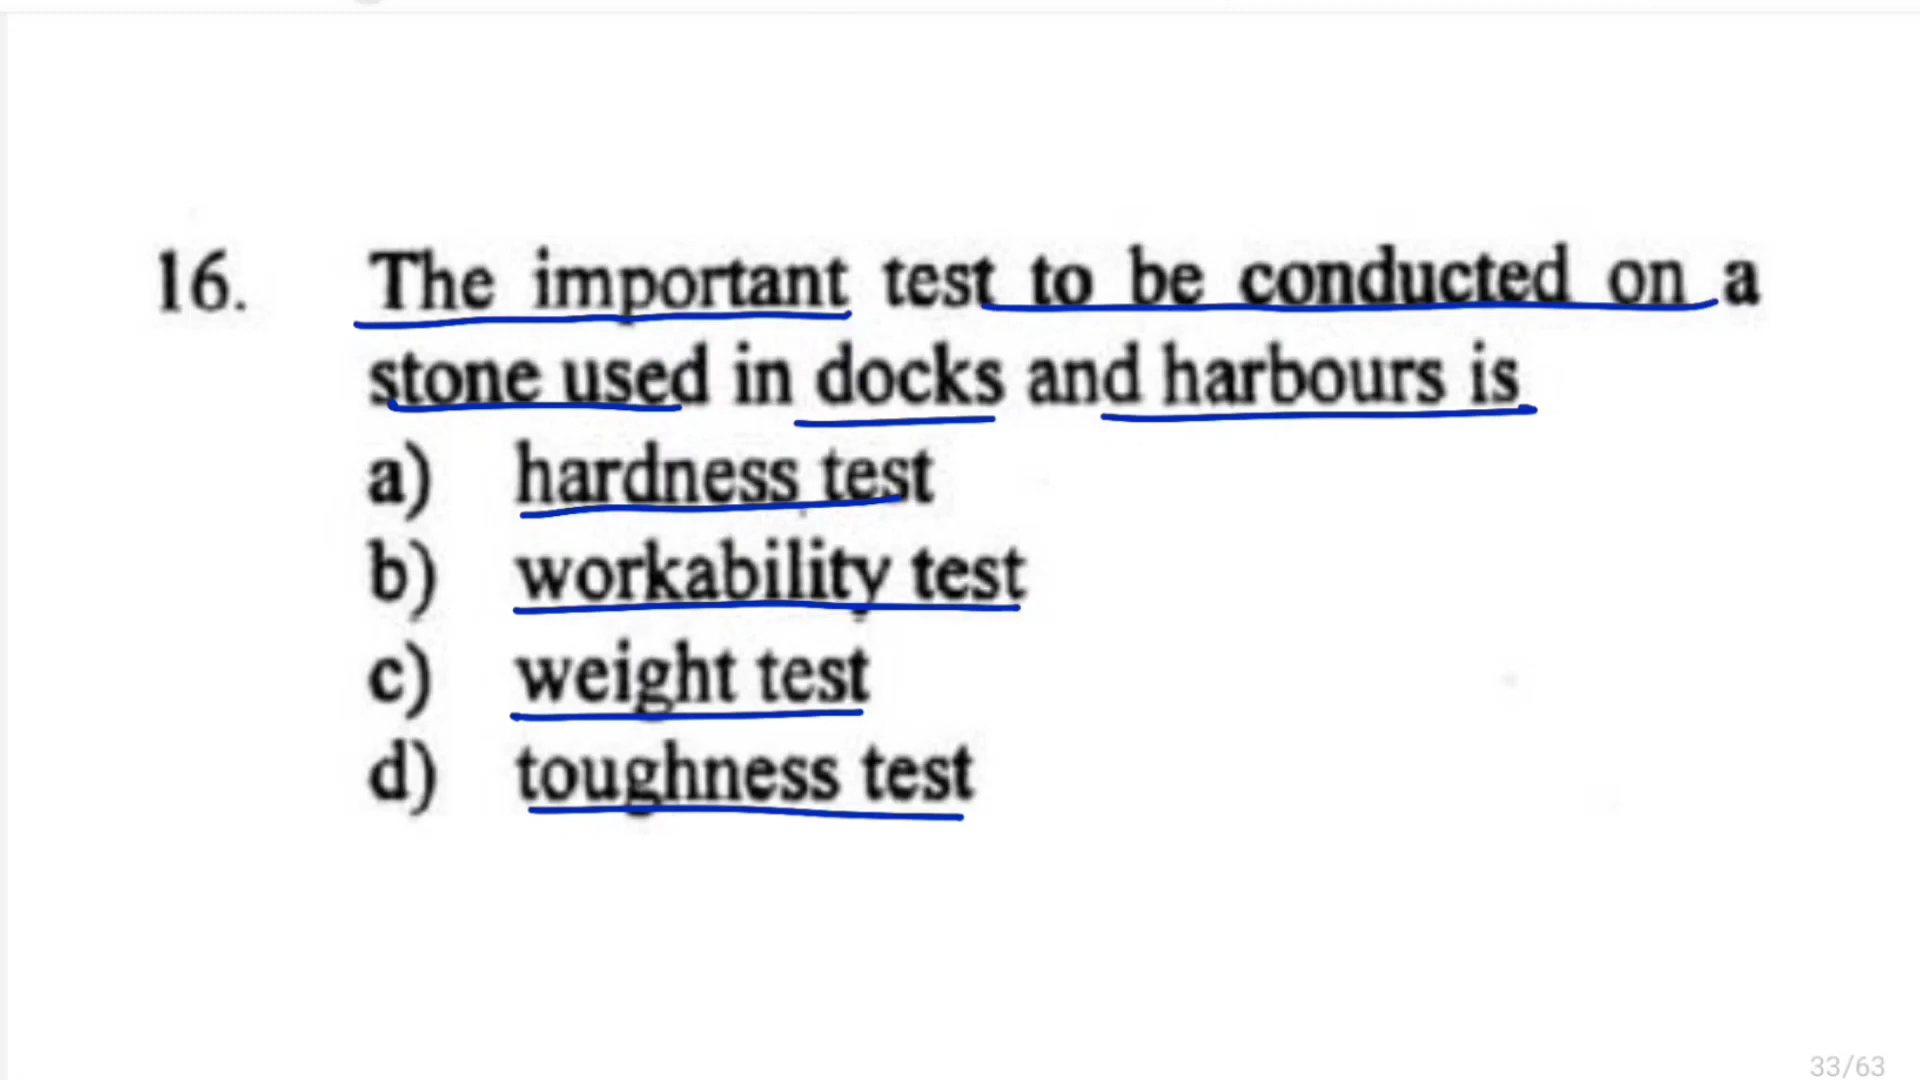 16. The important test to be conducted on a
stone used in docks and harbours is
a) hardness test
b) workability test
c) weight test
d) toughness test
33/63